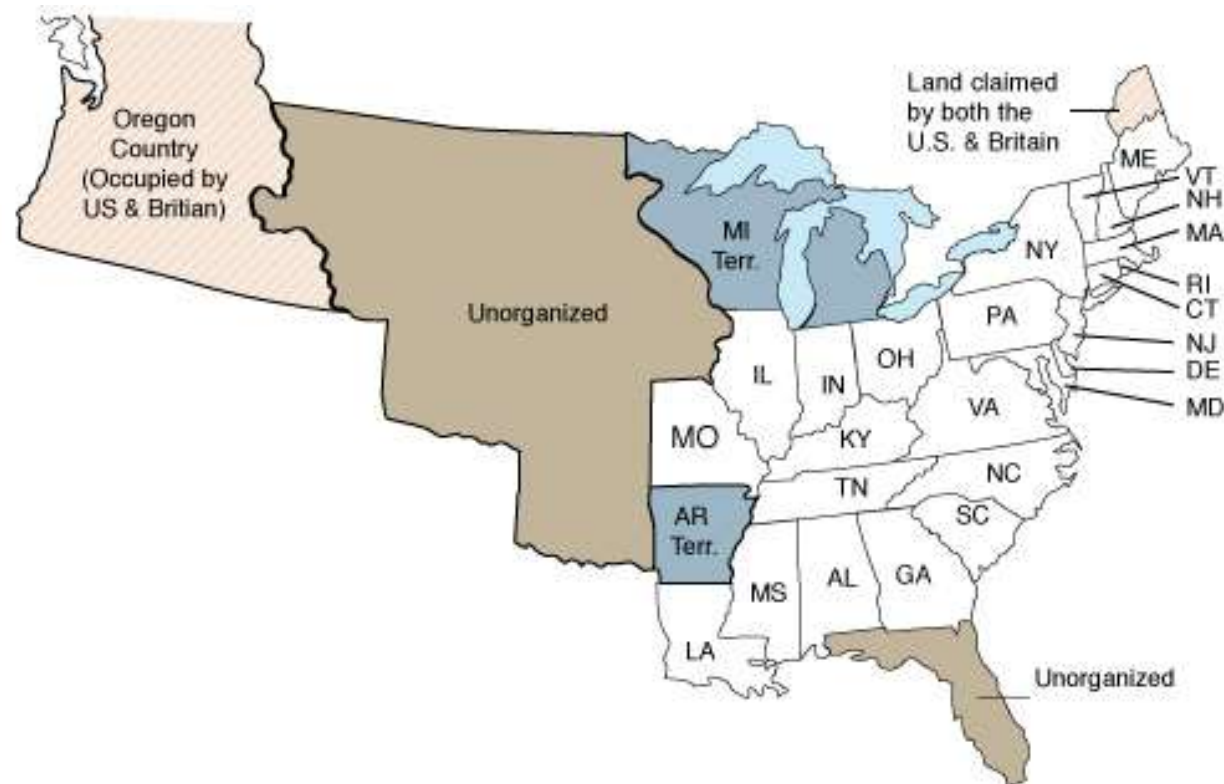 Oregon
Country
(Occupied by
US & Britian)
Land claimed
by both the
U.S. & Britain
ME
VT
NH
MA
MI
Terr.
NY
RI
CT
Unorganized
PA
NJ
OH
DE
IL
IN
MD
VA
MO
KY
NC
TN
AR
Terr.
SC
MS
AL
GA
LA
Unorganized